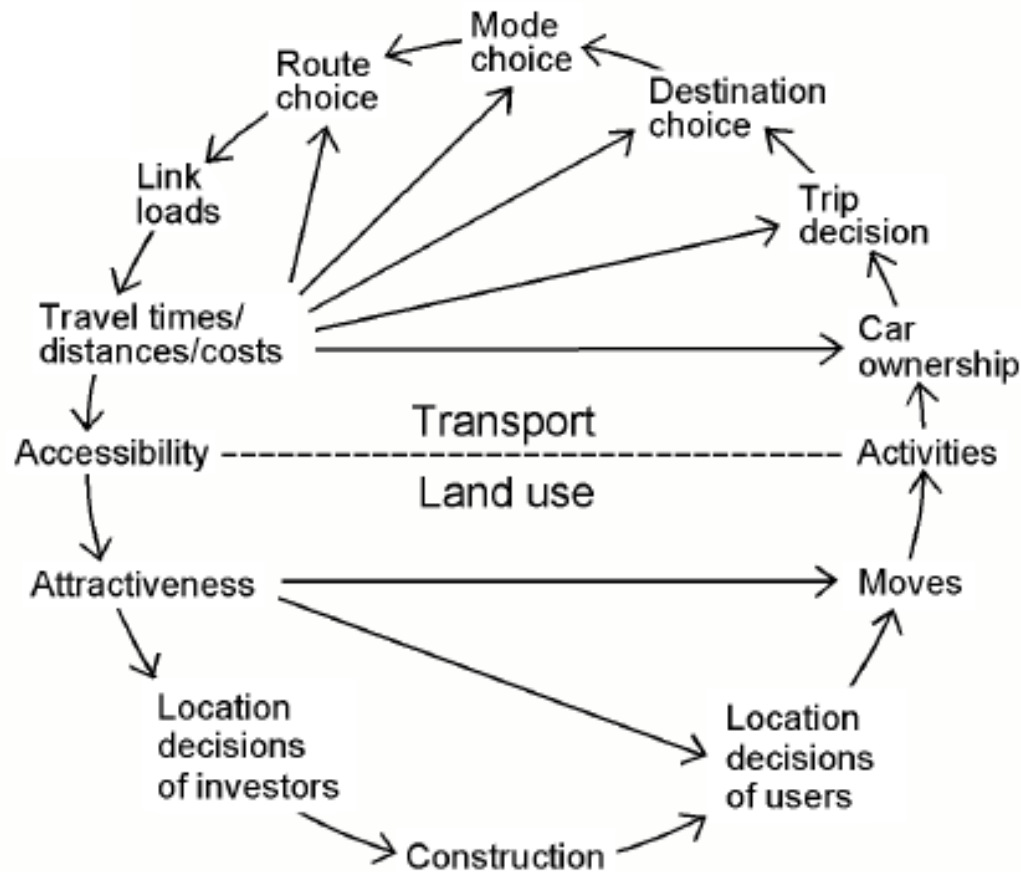 Mode
choice
Route
choice
Destination
choice
Link
loads
Trip
decision
Travel times/
distances/costs
Car
ownership
Transport
Accessibility
Activities
Land use
Attractiveness
Moves
Location
decisions
of investors
Location
decisions
of users
Construction